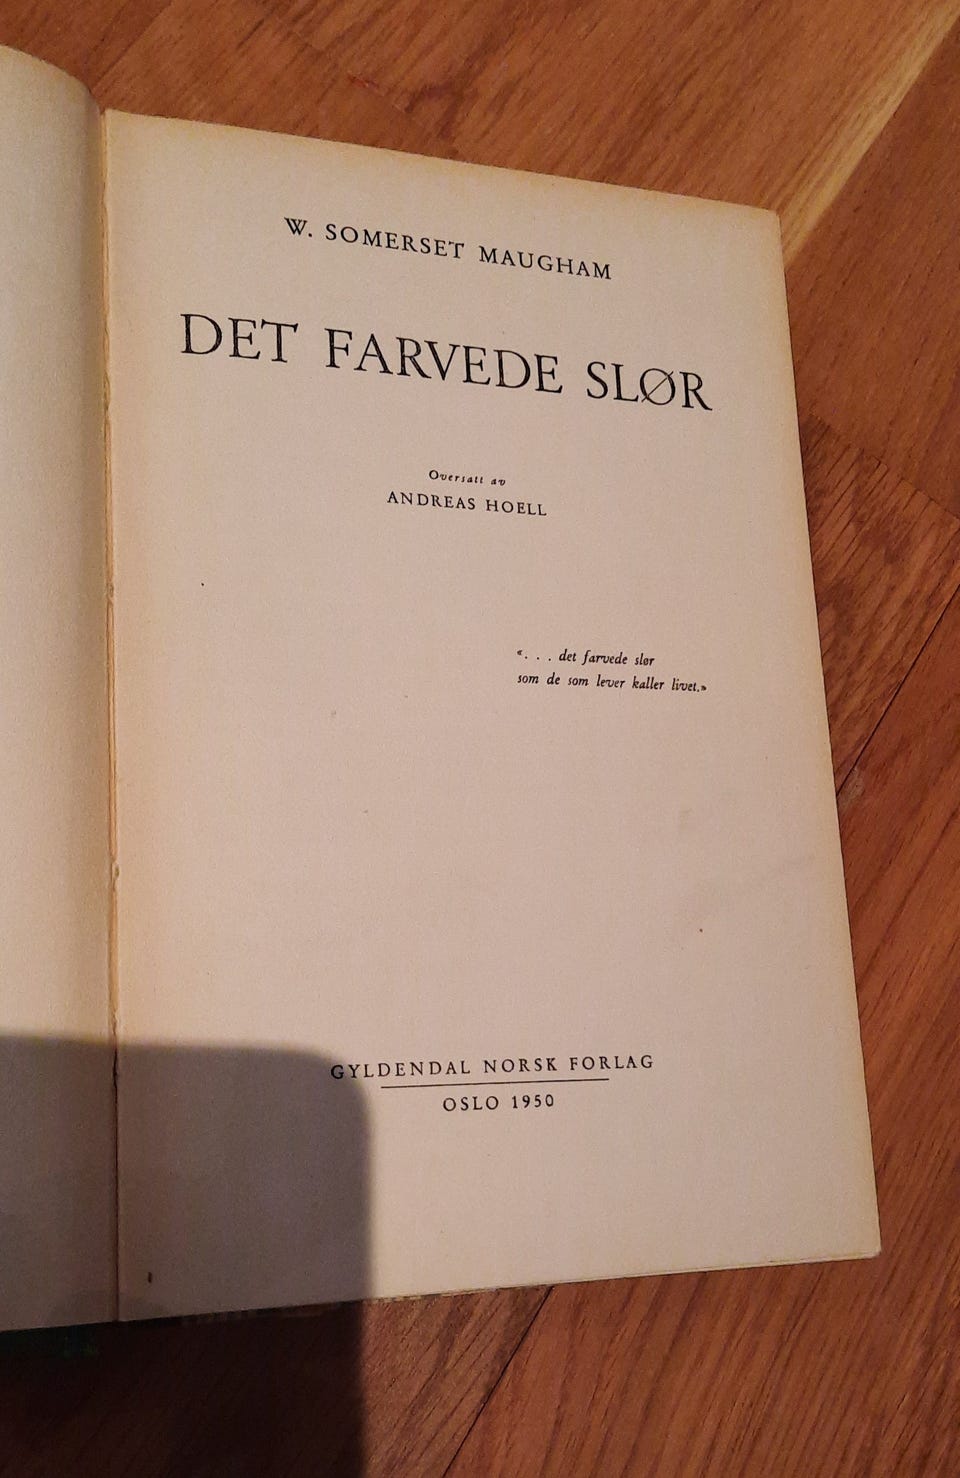 W. SOMERSET MAUGHAM
DET FARVEDE SLØR
Oversatt av
ANDREAS HOELL
«. . . det farvede slør
som de som lever kaller livet.»
GYLDENDAL NORSK FORLAG
OSLO 1950